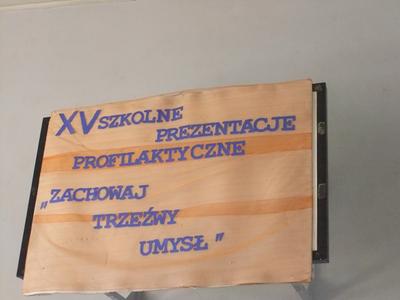 XV SZKOLNE
PREZENTACJE
PROFILAKTYCZNE
„ZACHOWAJ
TRZEŹWY
UMYSŁ"